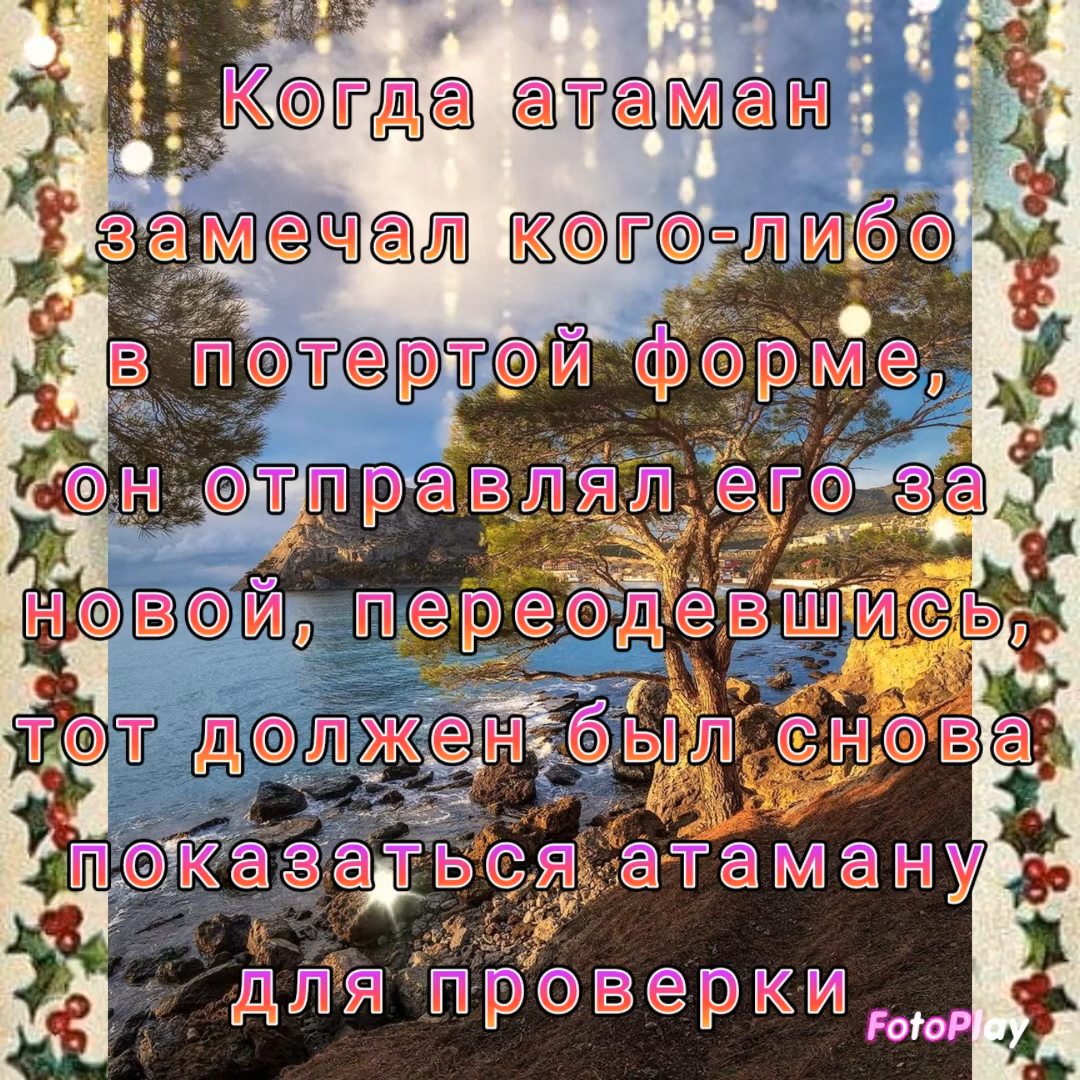 Когда атаман
замечал кого-либо
в потертой форме,
он отправлял его за
новой, переодевшись,
тот должен был снова
показаться атаману
для проверки
FotoPlay